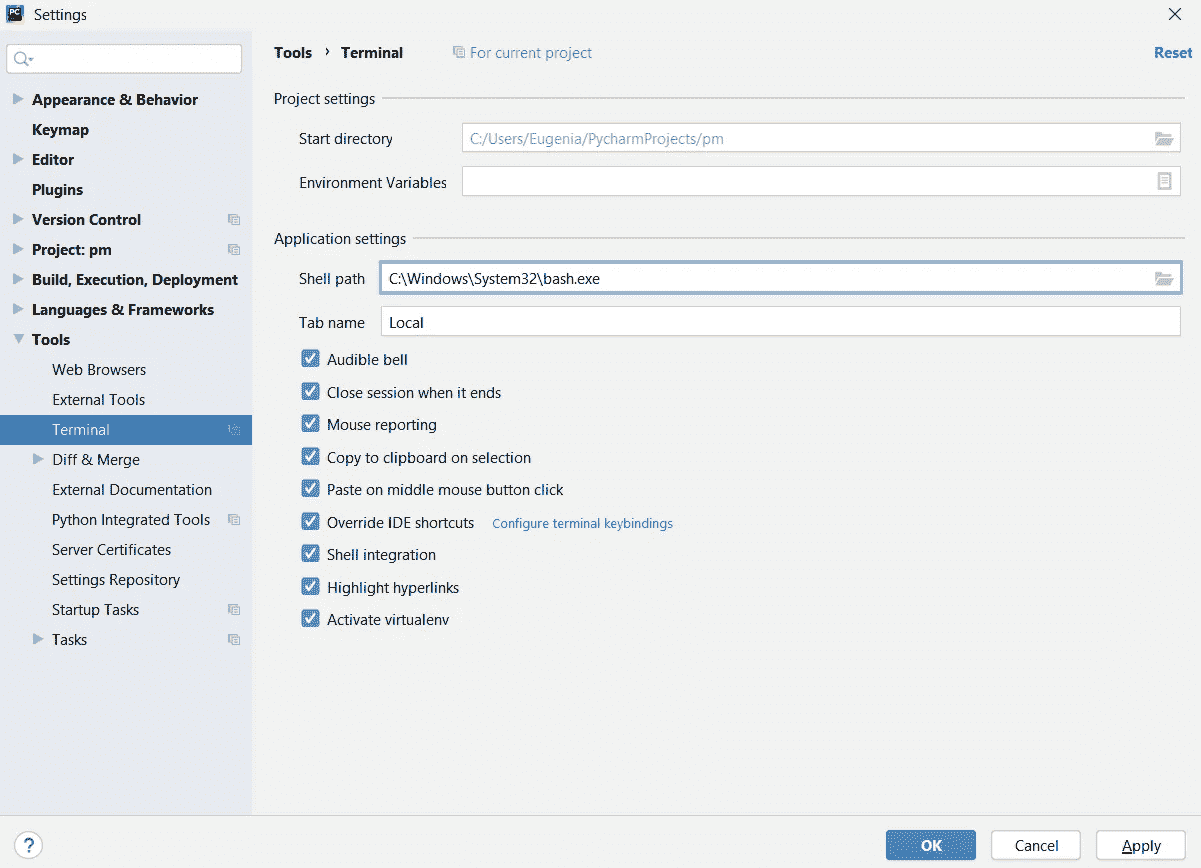 PC Settings
Tools › Terminal For current project Reset
Appearance & Behavior
Keymap
Editor
Plugins
Version Control
Project: pm
Build, Execution, Deployment
Languages & Frameworks
Tools
Web Browsers
External Tools
Terminal
Diff & Merge
External Documentation
Python Integrated Tools
Server Certificates
Settings Repository
Startup Tasks
Tasks
Project settings
Start directory C:/Users/Eugenia/PycharmProjects/pm
Environment Variables
Application settings
Shell path C:\Windows\System32\bash.exe
Tab name Local
Audible bell
Close session when it ends
Mouse reporting
Copy to clipboard on selection
Paste on middle mouse button click
Override IDE shortcuts Configure terminal keybindings
Shell integration
Highlight hyperlinks
Activate virtualenv
? OK Cancel Apply